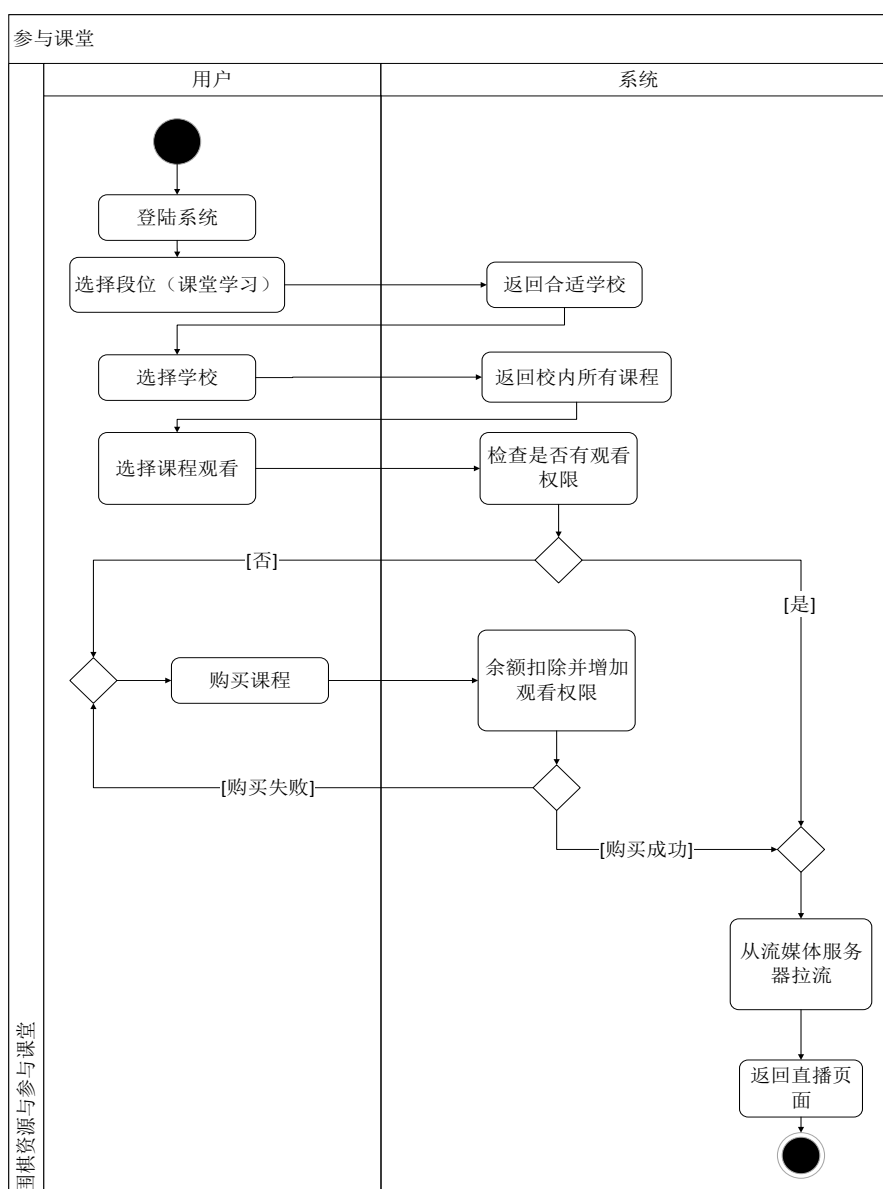 参与课堂
用户
系统
登陆系统
选择段位（课堂学习）
返回合适学校
选择学校
返回校内所有课程
选择课程观看
检查是否有观看
权限
[否]
[是]
购买课程
余额扣除并增加
观看权限
[购买失败]
[购买成功]
从流媒体服务
器拉流
返回直播页
面
围棋资源与参与课堂